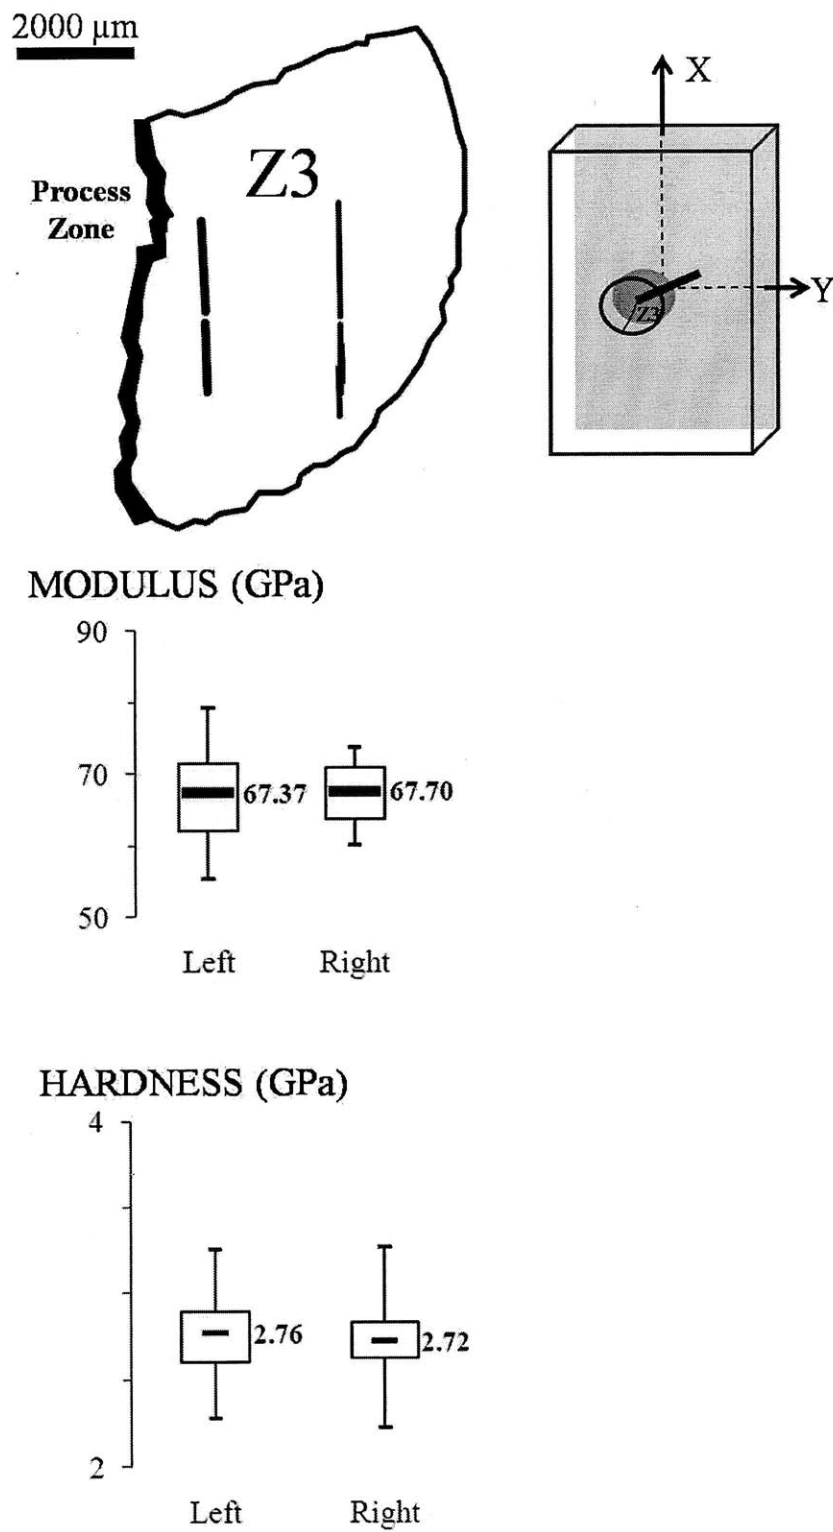 2000 µm
X
Z3
Process
Zone
Y
Z3
MODULUS (GPa)
90
70
67.37
67.70
50
Left Right
HARDNESS (GPa)
4
2.76
2.72
2
Left Right